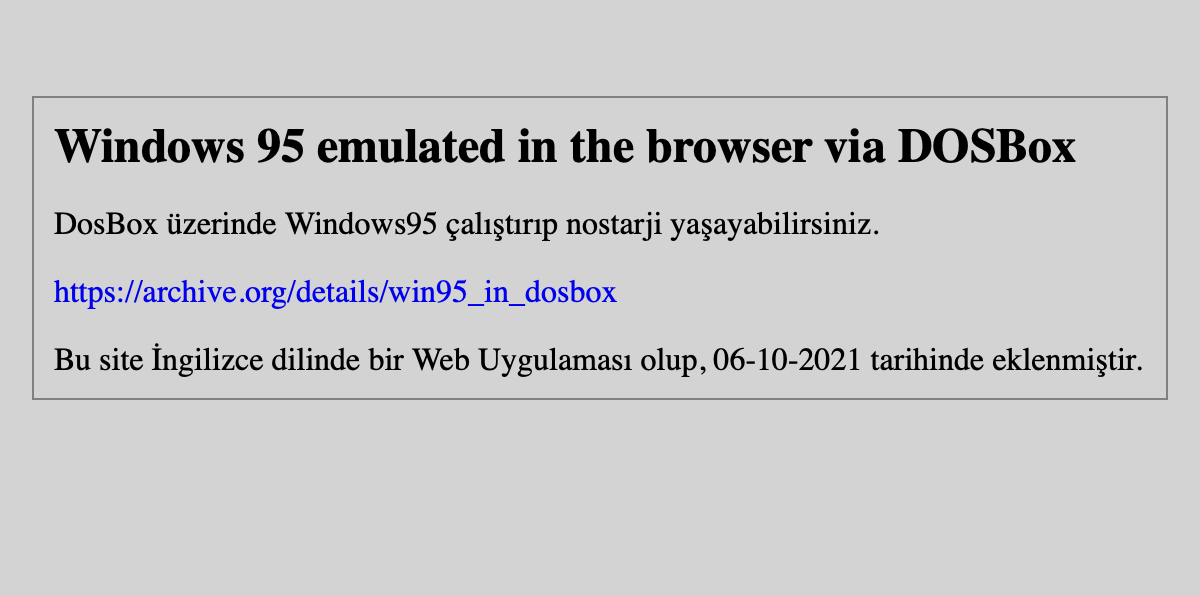 Windows 95 emulated in the browser via DOSBox
DosBox üzerinde Windows95 çalıştırıp nostarji yaşayabilirsiniz.
https://archive.org/details/win95_in_dosbox
Bu site İngilizce dilinde bir Web Uygulaması olup, 06-10-2021 tarihinde eklenmiştir.